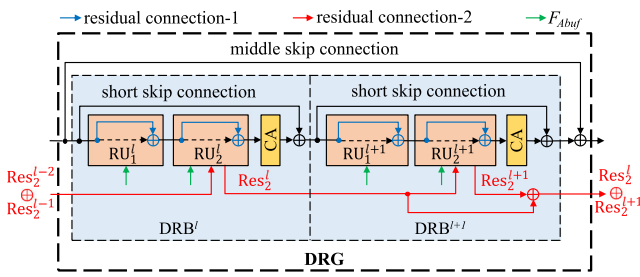 residual connection-1 residual connection-2 F_Abuf
middle skip connection
short skip connection short skip connection
RU_1^l RU_2^l CA RU_1^{l+1} RU_2^{l+1} CA
Res_2^{l-2} ⊕ Res_2^{l-1}
Res_2^l Res_2^{l+1}
Res_2^l ⊕ Res_2^{l+1}
DRB^l DRB^{l+1}
DRG